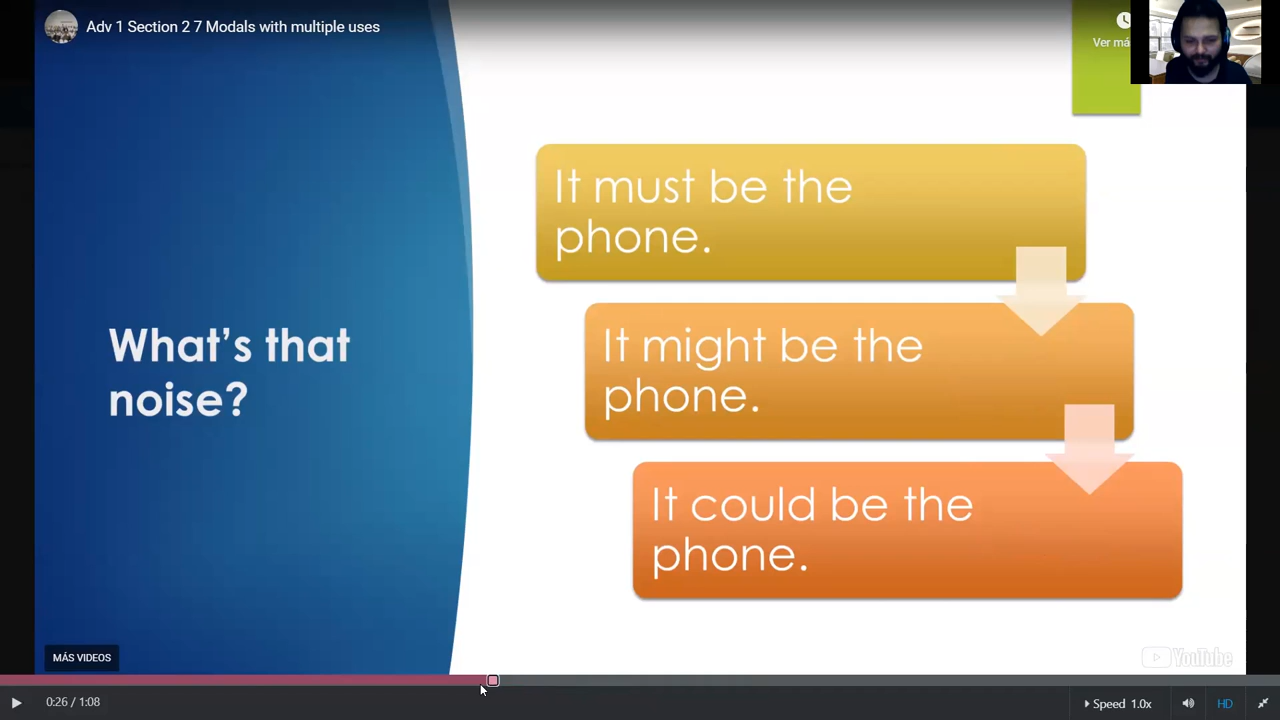 Adv 1 Section 2 7 Modals with multiple uses
Ver má
It must be the
phone.
It might be the
phone.
It could be the
phone.
What's that
noise?
MÁS VIDEOS
YouTube
0:26 / 1:08
Speed 1.0x
HD